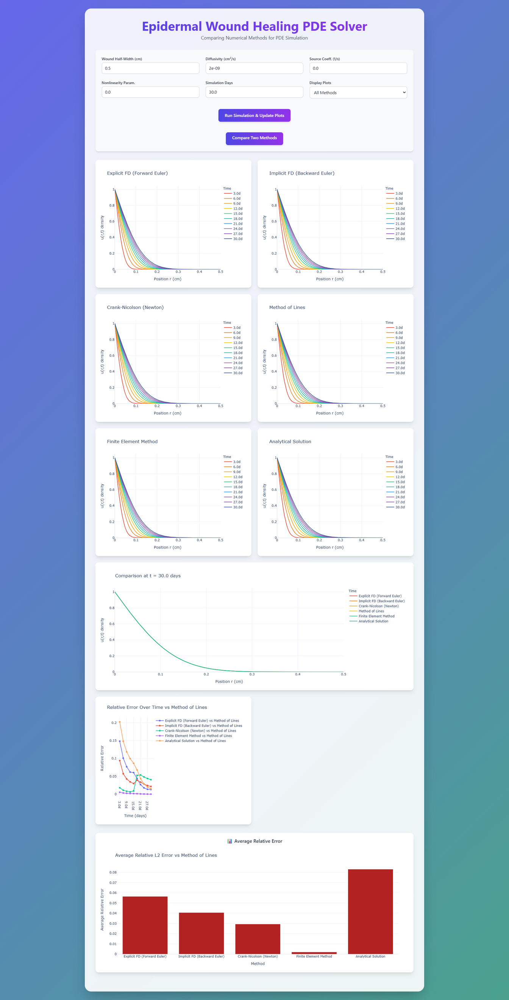 Epidermal Wound Healing PDE Solver
Comparing Numerical Methods for PDE Simulation
Wound Half-Width (cm)
0.5
Diffusivity (cm²/s)
2e-09
Source Coeff. (1/s)
0.0
Nonlinearity Param.
0.0
Simulation Days
30.0
Display Plots
All Methods
Run Simulation & Update Plots
Compare Two Methods
Explicit FD (Forward Euler)
u(r,t) density
1
0.8
0.6
0.4
0.2
0
0 0.1 0.2 0.3 0.4 0.5
Position r (cm)
Time
3.0d
6.0d
9.0d
12.0d
15.0d
18.0d
21.0d
24.0d
27.0d
30.0d
Implicit FD (Backward Euler)
u(r,t) density
1
0.8
0.6
0.4
0.2
0
0 0.1 0.2 0.3 0.4 0.5
Position r (cm)
Time
3.0d
6.0d
9.0d
12.0d
15.0d
18.0d
21.0d
24.0d
27.0d
30.0d
Crank-Nicolson (Newton)
u(r,t) density
1
0.8
0.6
0.4
0.2
0
0 0.1 0.2 0.3 0.4 0.5
Position r (cm)
Time
3.0d
6.0d
9.0d
12.0d
15.0d
18.0d
21.0d
24.0d
27.0d
30.0d
Method of Lines
u(r,t) density
1
0.8
0.6
0.4
0.2
0
0 0.1 0.2 0.3 0.4 0.5
Position r (cm)
Time
3.0d
6.0d
9.0d
12.0d
15.0d
18.0d
21.0d
24.0d
27.0d
30.0d
Finite Element Method
u(r,t) density
1
0.8
0.6
0.4
0.2
0
0 0.1 0.2 0.3 0.4 0.5
Position r (cm)
Time
3.0d
6.0d
9.0d
12.0d
15.0d
18.0d
21.0d
24.0d
27.0d
30.0d
Analytical Solution
u(r,t) density
1
0.8
0.6
0.4
0.2
0
0 0.1 0.2 0.3 0.4 0.5
Position r (cm)
Time
3.0d
6.0d
9.0d
12.0d
15.0d
18.0d
21.0d
24.0d
27.0d
30.0d
Comparison at t = 30.0 days
u(r,t) density
1
0.8
0.6
0.4
0.2
0
0 0.1 0.2 0.3 0.4 0.5
Position r (cm)
Time
Explicit FD (Forward Euler)
Implicit FD (Backward Euler)
Crank-Nicolson (Newton)
Method of Lines
Finite Element Method
Analytical Solution
Relative Error Over Time vs Method of Lines
Relative Error
0.2
0.15
0.1
0.05
0
3.0d 9.0d 15.0d 21.0d 27.0d
Time (days)
Explicit FD (Forward Euler) vs Method of Lines
Implicit FD (Backward Euler) vs Method of Lines
Crank-Nicolson (Newton) vs Method of Lines
Finite Element Method vs Method of Lines
Analytical Solution vs Method of Lines
📊 Average Relative Error
Average Relative L2 Error vs Method of Lines
Average Relative Error
0.08
0.07
0.06
0.05
0.04
0.03
0.02
0.01
0
Explicit FD (Forward Euler) Implicit FD (Backward Euler) Crank-Nicolson (Newton) Finite Element Method Analytical Solution
Method